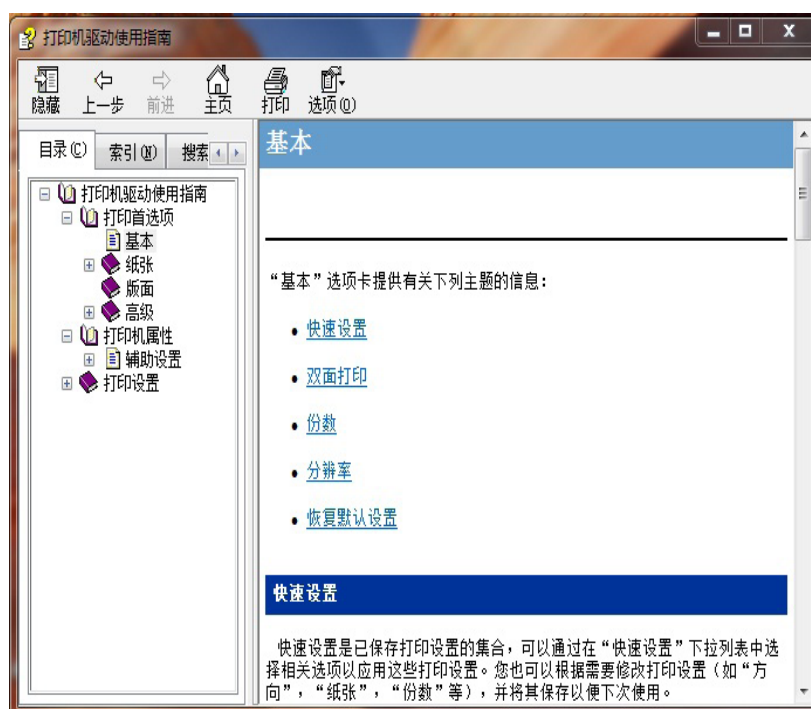 打印机驱动使用指南
隐藏 上一步 前进 主页 打印 选项(O)
目录(C) 索引(N) 搜索
打印机驱动使用指南
打印首选项
基本
纸张
版面
高级
打印机属性
辅助设置
打印设置
基本
“基本”选项卡提供有关下列主题的信息：
• 快速设置
• 双面打印
• 份数
• 分辨率
• 恢复默认设置
快速设置
快速设置是已保存打印设置的集合，可以通过在“快速设置”下拉列表中选
择相关选项以应用这些打印设置。您也可以根据需要修改打印设置（如“方
向”，“纸张”，“份数”等），并将其保存以便下次使用。